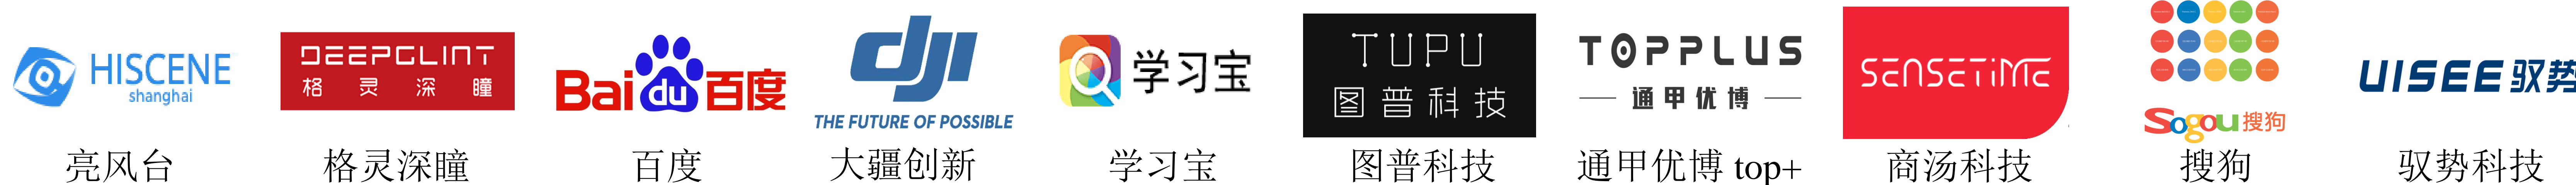 HISCENE
shanghai
亮风台
DEEPGLINT
格灵深瞳
格灵深瞳
Bai du 百度
百度
DJI
THE FUTURE OF POSSIBLE
大疆创新
学习宝
学习宝
TUPU
图普科技
图普科技
TOPPLUS
通甲优博
通甲优博 top+
SENSETIME
商汤科技
Sogou 搜狗
搜狗
UISEE 驭势
驭势科技